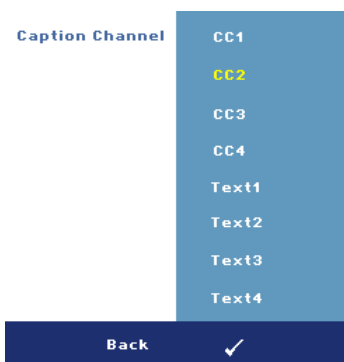 Caption Channel CC1
CC2
CC3
CC4
Text1
Text2
Text3
Text4
Back ✓